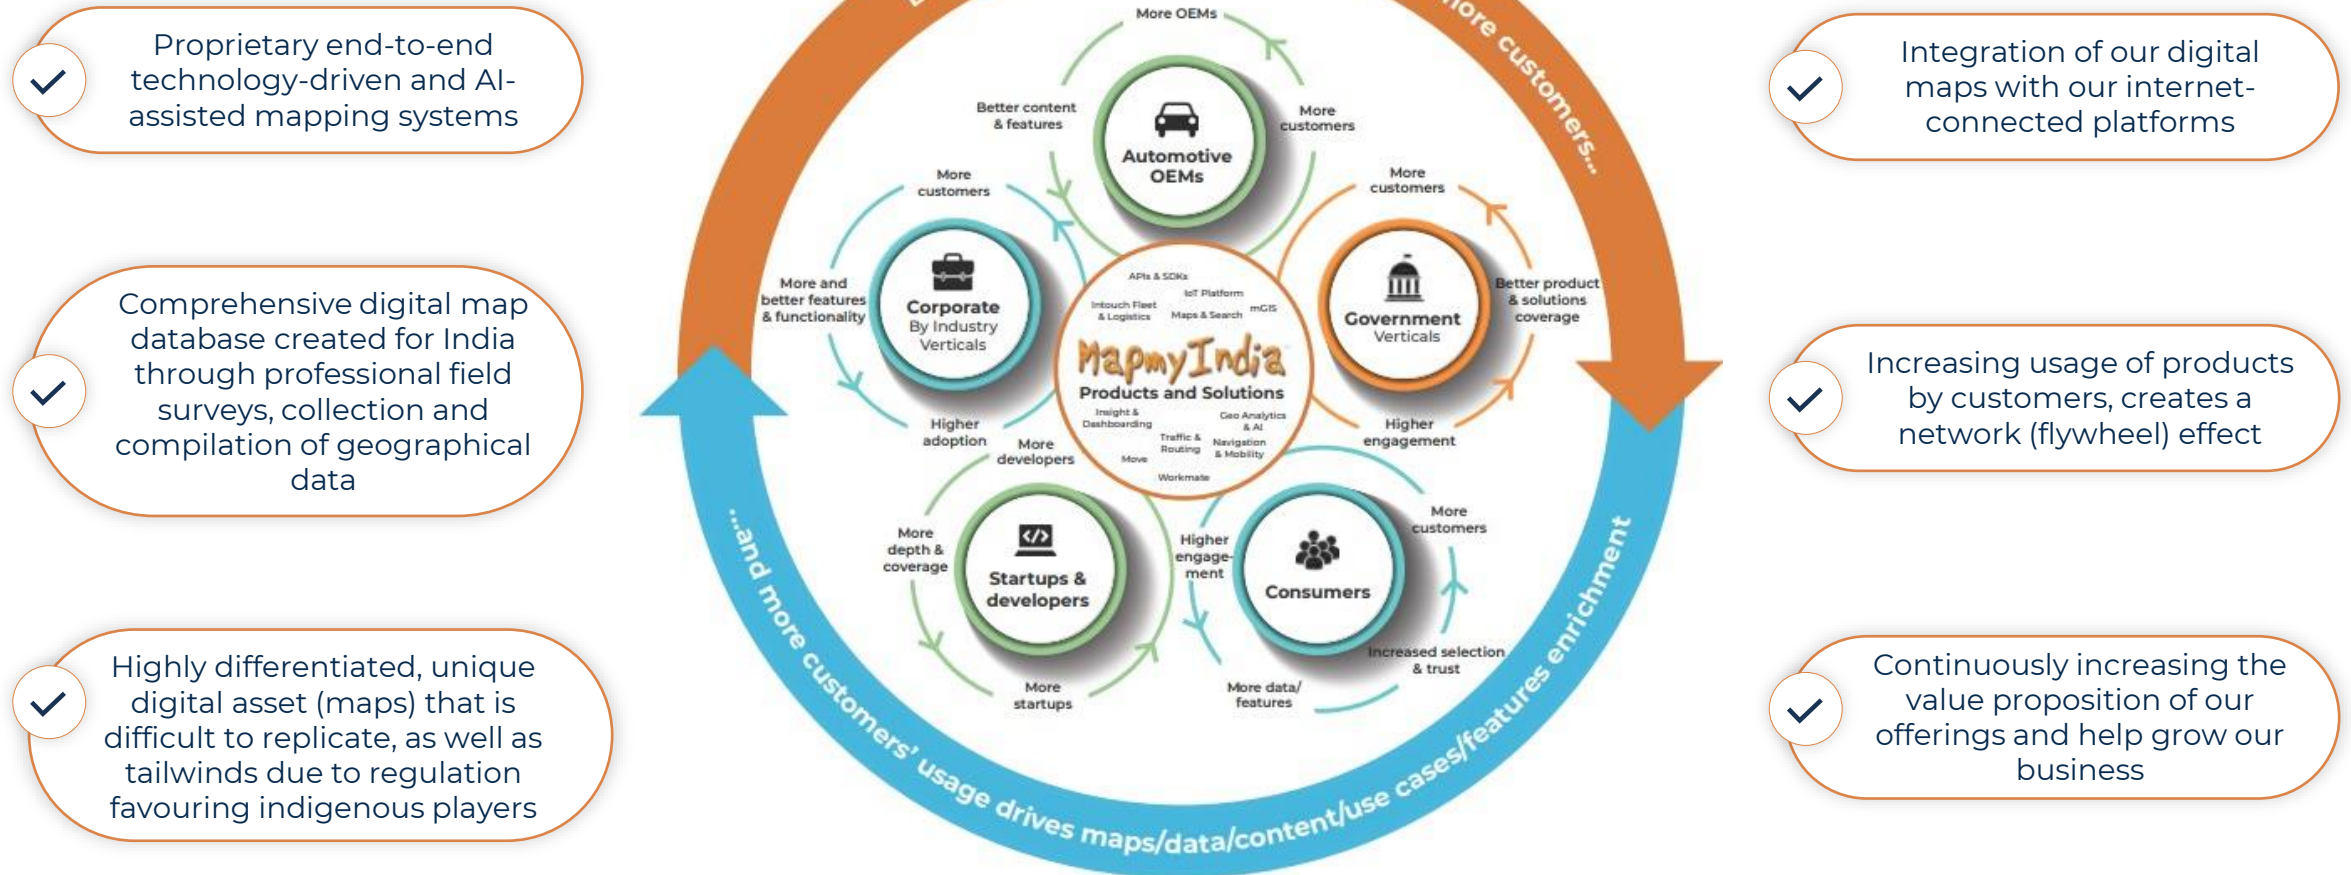 Proprietary end-to-end
technology-driven and AI-
assisted mapping systems
Comprehensive digital map
database created for India
through professional field
surveys, collection and
compilation of geographical
data
Highly differentiated, unique
digital asset (maps) that is
difficult to replicate, as well as
tailwinds due to regulation
favouring indigenous players
more customers...
More OEMs
Better content
& features
More
customers
Automotive
OEMs
More
customers
More and
better features
& functionality
Corporate
By Industry
Verticals
Higher
adoption
More
customers
Better product
& solutions
coverage
Government
Verticals
Higher
engagement
APIs & SDKs
IoT Platform
Intouch Fleet
& Logistics
Maps & Search
mGIS
MapmyIndia
Products and Solutions
Insight &
Dashboarding
Geo Analytics
& AI
Traffic &
Routing
Navigation
& Mobility
Move
Workmate
More
developers
More
depth &
coverage
Startups &
developers
More
startups
Higher
engage-
ment
More
customers
Consumers
Increased selection
& trust
More data/
features
...and more customers' usage drives maps/data/content/use cases/features enrichment
Integration of our digital
maps with our internet-
connected platforms
Increasing usage of products
by customers, creates a
network (flywheel) effect
Continuously increasing the
value proposition of our
offerings and help grow our
business